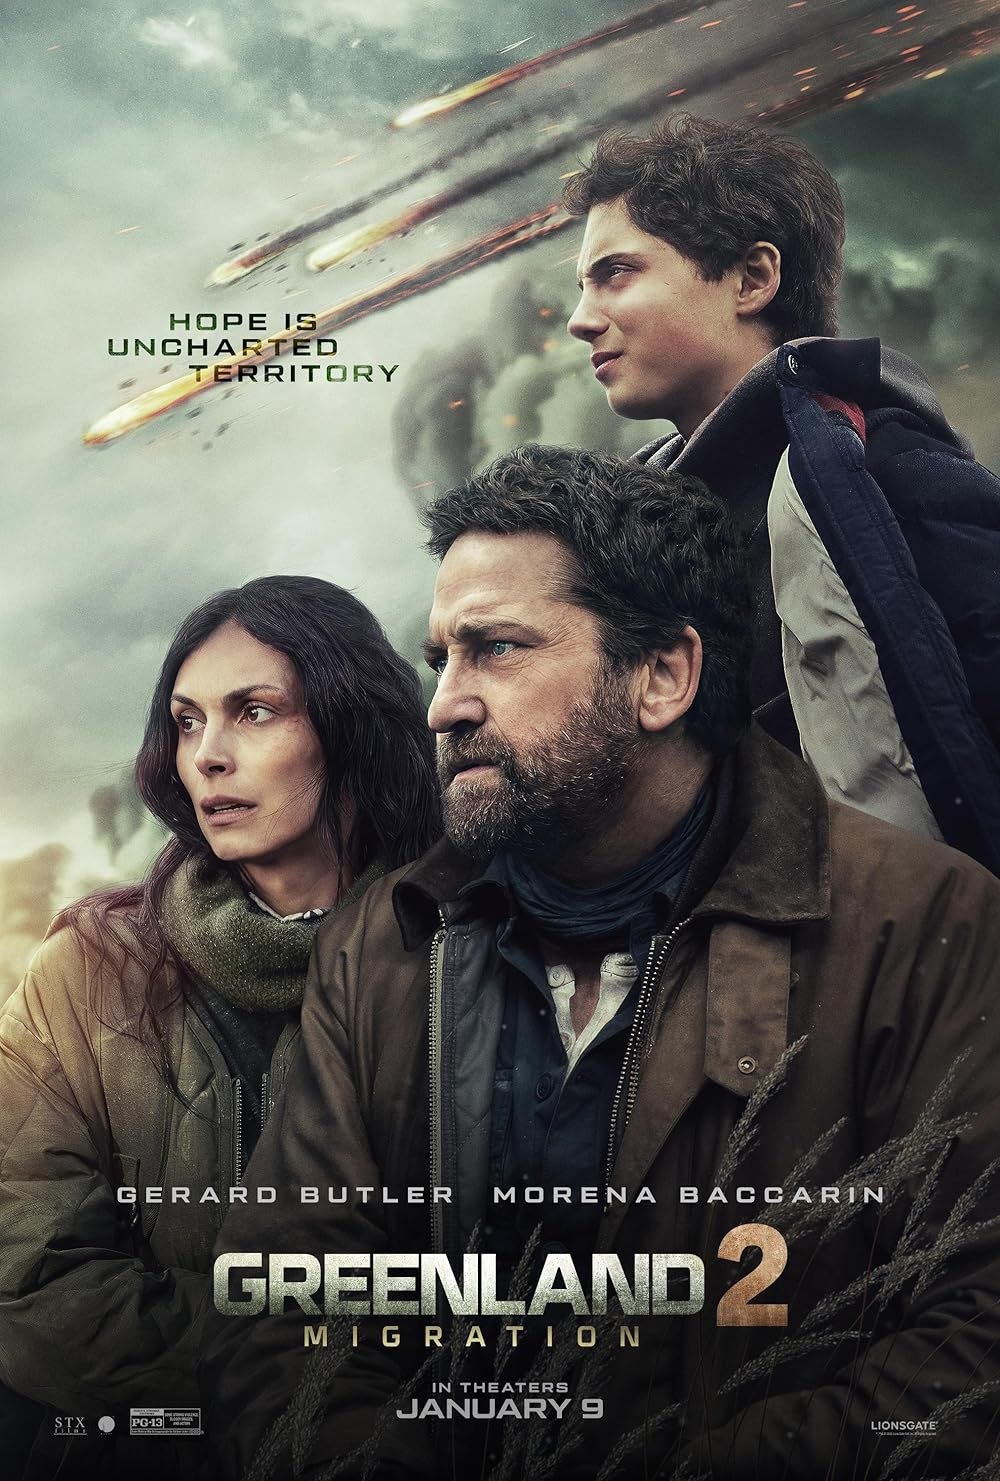 HOPE IS
UNCHARTED
TERRITORY
GERARD BUTLER MORENA BACCARIN
GREENLAND 2
MIGRATION
IN THEATERS
JANUARY 9
STX
films
PG-13
LIONSGATE